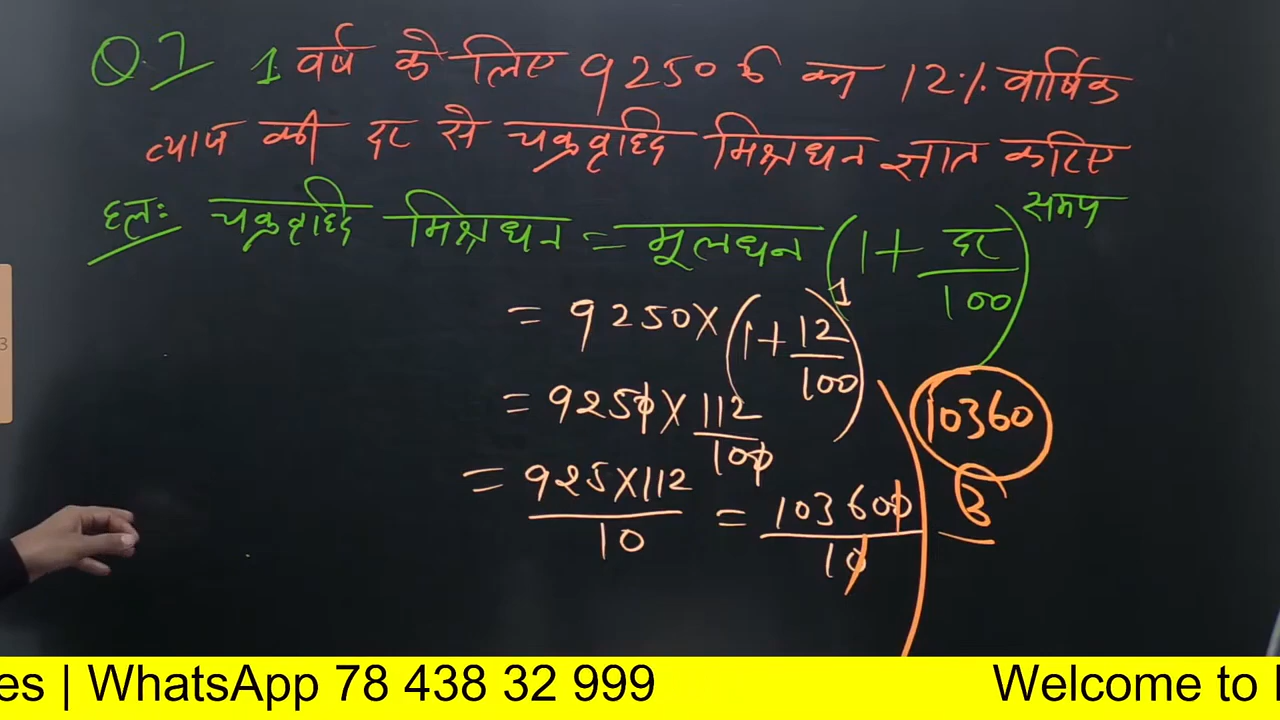 Q7 1 वर्ष के लिए 9250 रु का 12% वार्षिक
व्याज की दर से चक्रवृद्धि मिश्रधन ज्ञात करिए
हलः चक्रवृद्धि मिश्रधन = मूलधन (1 + दर/100)^समय
= 9250 × (1 + 12/100)^1
= 9250 × 112/100
= 925×112/10 = 103600/10
10360
रु
es | WhatsApp 78 438 32 999 Welcome to